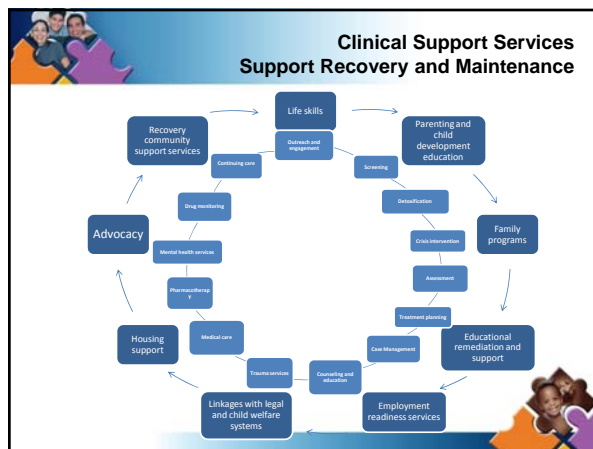 Clinical Support Services
Support Recovery and Maintenance
Life skills
Parenting and
child
development
education
Family
programs
Educational
remediation and
support
Employment
readiness services
Linkages with legal
and child welfare
systems
Housing
support
Advocacy
Recovery
community
support services
Outreach and
engagement
Screening
Detoxification
Crisis intervention
Assessment
Treatment planning
Case Management
Counseling and
education
Trauma services
Medical care
Pharmacotherap
y
Mental health services
Drug monitoring
Continuing care